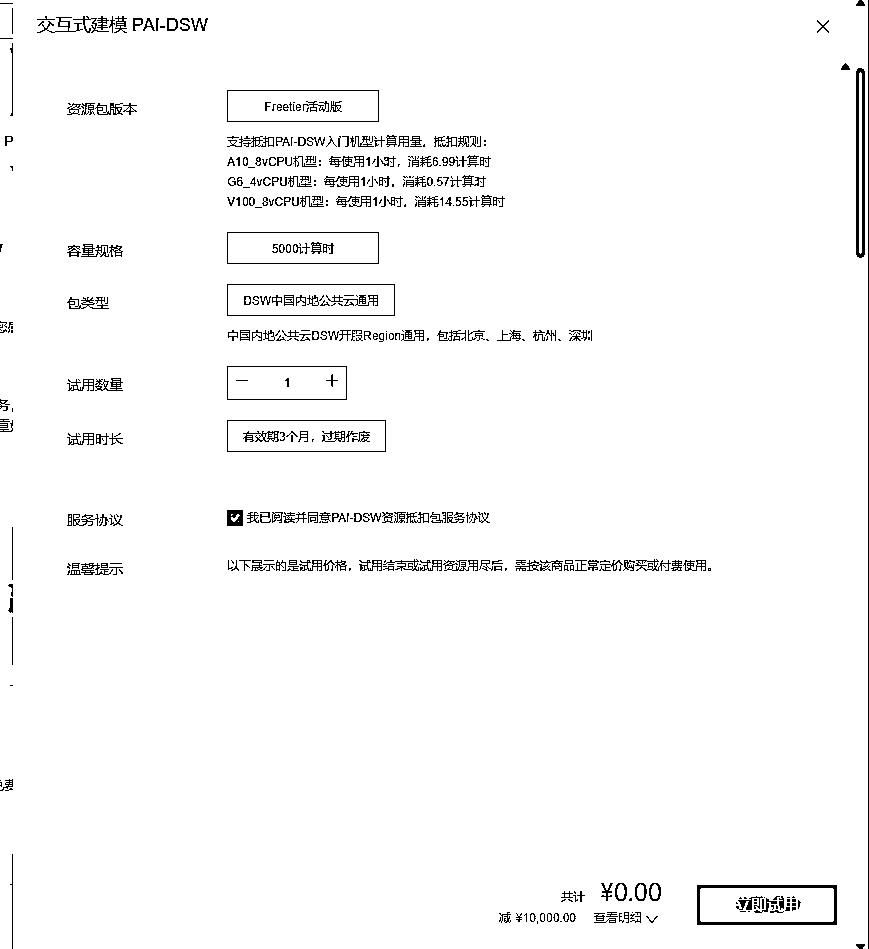 交互式建模 PAI-DSW
资源包版本
Freetier活动版
支持抵扣PAI-DSW入门机型计算用量，抵扣规则：
A10_8vCPU机型：每使用1小时，消耗6.99计算时
G6_4vCPU机型：每使用1小时，消耗0.57计算时
V100_8vCPU机型：每使用1小时，消耗14.55计算时
容量规格
5000计算时
包类型
DSW中国内地公共云通用
中国内地公共云DSW开服Region通用，包括北京、上海、杭州、深圳
试用数量
1
试用时长
有效期3个月，过期作废
服务协议
我已阅读并同意PAI-DSW资源抵扣包服务协议
温馨提示
以下展示的是试用价格，试用结束或试用资源用尽后，需按该商品正常定价购买或付费使用。
共计 ¥0.00
减 ¥10,000.00 查看明细
立即试用